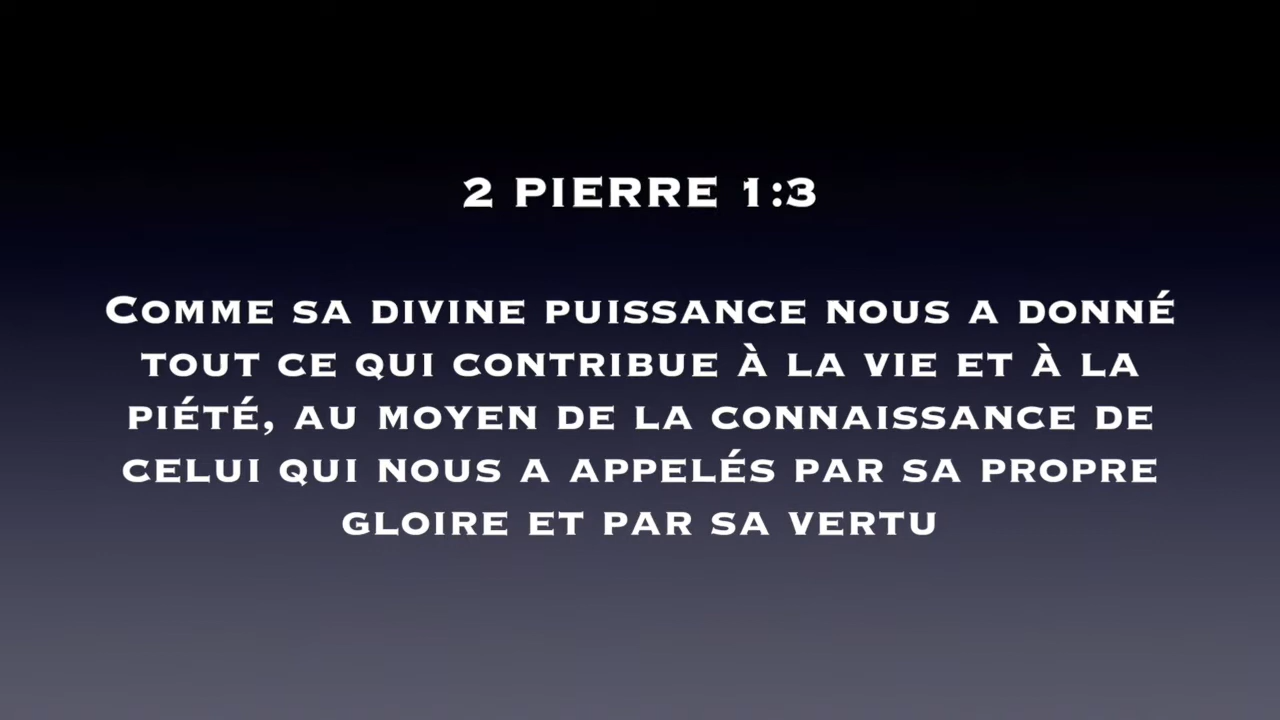 2 PIERRE 1:3
Comme sa divine puissance nous a donné
tout ce qui contribue à la vie et à la
piété, au moyen de la connaissance de
celui qui nous a appelés par sa propre
gloire et par sa vertu